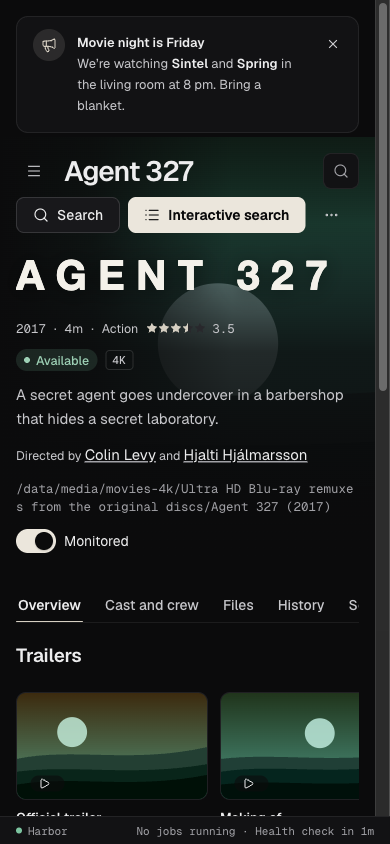 Movie night is Friday
We're watching Sintel and Spring in
the living room at 8 pm. Bring a
blanket.
Agent 327
Search
Interactive search
AGENT 327
2017 · 4m · Action 3.5
Available 4K
A secret agent goes undercover in a barbershop
that hides a secret laboratory.
Directed by Colin Levy and Hjalti Hjálmarsson
/data/media/movies-4k/Ultra HD Blu-ray remuxe
s from the original discs/Agent 327 (2017)
Monitored
Overview Cast and crew Files History
Trailers
Official trailer Making of
Harbor No jobs running · Health check in 1m